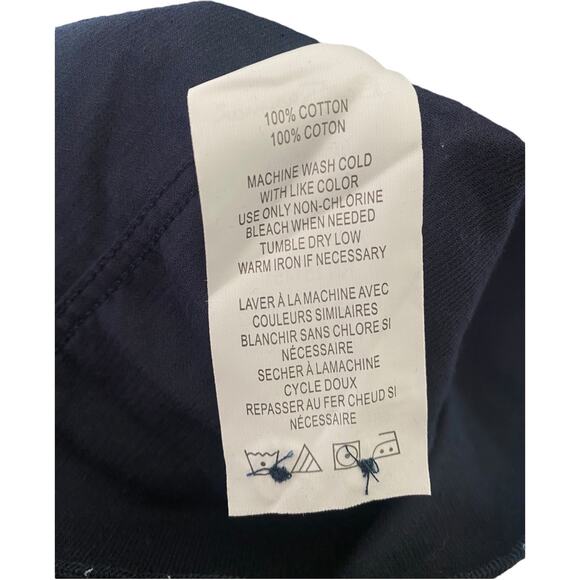 100% COTTON
100% COTON
MACHINE WASH COLD
WITH LIKE COLOR
USE ONLY NON-CHLORINE
BLEACH WHEN NEEDED
TUMBLE DRY LOW
WARM IRON IF NECESSARY
LAVER À LA MACHINE AVEC
COULEURS SIMILAIRES
BLANCHIR SANS CHLORE SI
NÉCESSAIRE
SECHER À LAMACHINE
CYCLE DOUX
REPASSER AU FER CHEUD SI
NÉCESSAIRE